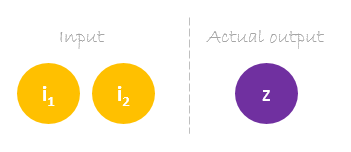 Input
Actual output
i₁
i₂
z